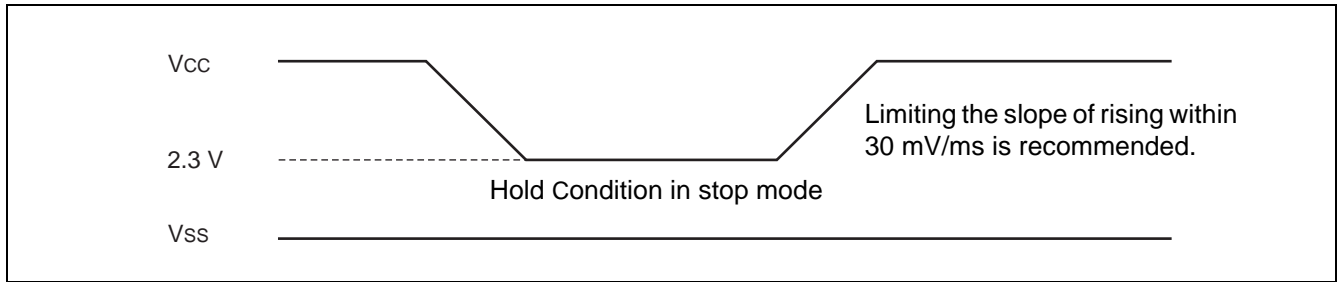 Vcc
Limiting the slope of rising within
30 mV/ms is recommended.
2.3 V
Hold Condition in stop mode
Vss